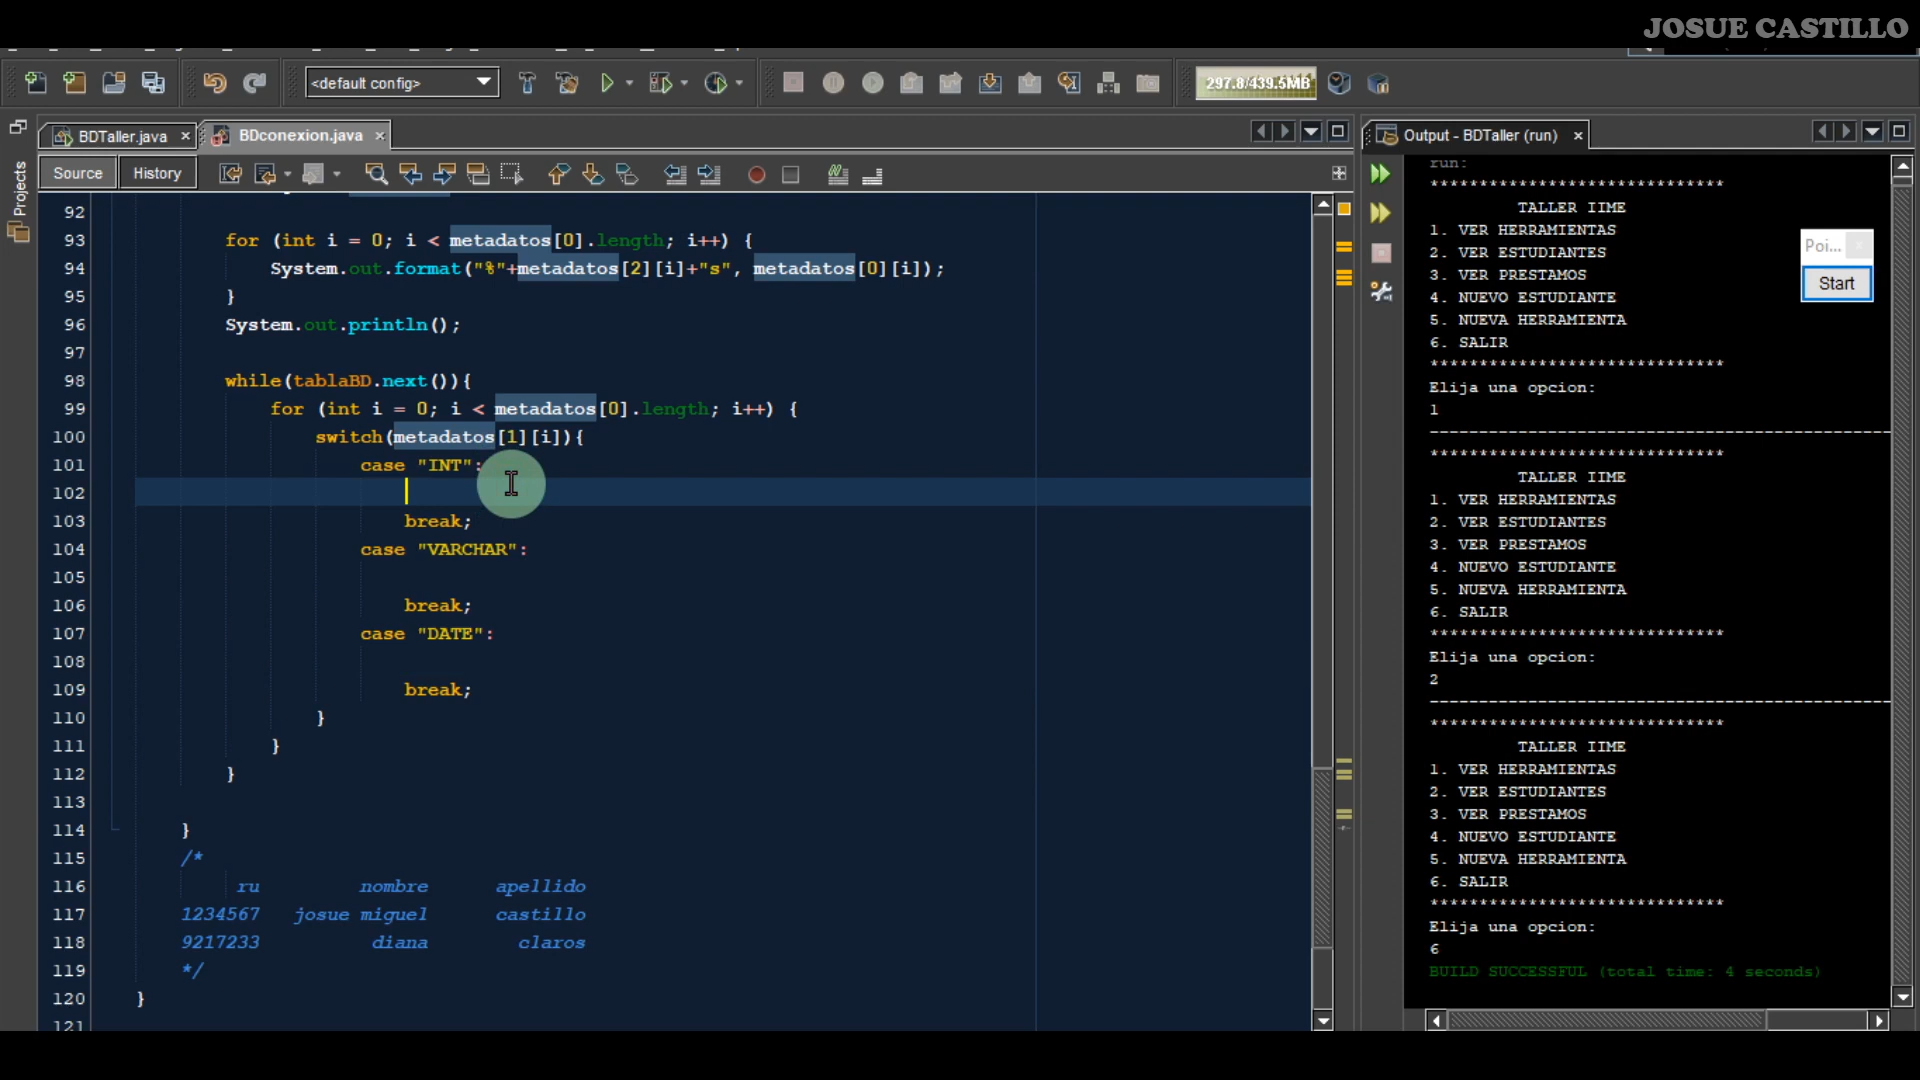 JOSUE CASTILLO
<default config>
297.8/439.5MB
BDTaller.java
BDconexion.java
Output - BDTaller (run)
Projects
Source
History
92
93 for (int i = 0; i < metadatos[0].length; i++) {
94 System.out.format("%"+metadatos[2][i]+"s", metadatos[0][i]);
95 }
96 System.out.println();
97
98 while(tablaBD.next()){
99 for (int i = 0; i < metadatos[0].length; i++) {
100 switch(metadatos[1][i]){
101 case "INT":
102
103 break;
104 case "VARCHAR":
105
106 break;
107 case "DATE":
108
109 break;
110 }
111 }
112 }
113
114 }
115 /*
116 ru nombre apellido
117 1234567 josue miguel castillo
118 9217233 diana claros
119 */
120 }
121
run:
******************************
TALLER IIME
1. VER HERRAMIENTAS
2. VER ESTUDIANTES
3. VER PRESTAMOS
4. NUEVO ESTUDIANTE
5. NUEVA HERRAMIENTA
6. SALIR
******************************
Elija una opcion:
1
-----------------------------------------------
******************************
TALLER IIME
1. VER HERRAMIENTAS
2. VER ESTUDIANTES
3. VER PRESTAMOS
4. NUEVO ESTUDIANTE
5. NUEVA HERRAMIENTA
6. SALIR
******************************
Elija una opcion:
2
-----------------------------------------------
******************************
TALLER IIME
1. VER HERRAMIENTAS
2. VER ESTUDIANTES
3. VER PRESTAMOS
4. NUEVO ESTUDIANTE
5. NUEVA HERRAMIENTA
6. SALIR
******************************
Elija una opcion:
6
BUILD SUCCESSFUL (total time: 4 seconds)
Poi...
Start